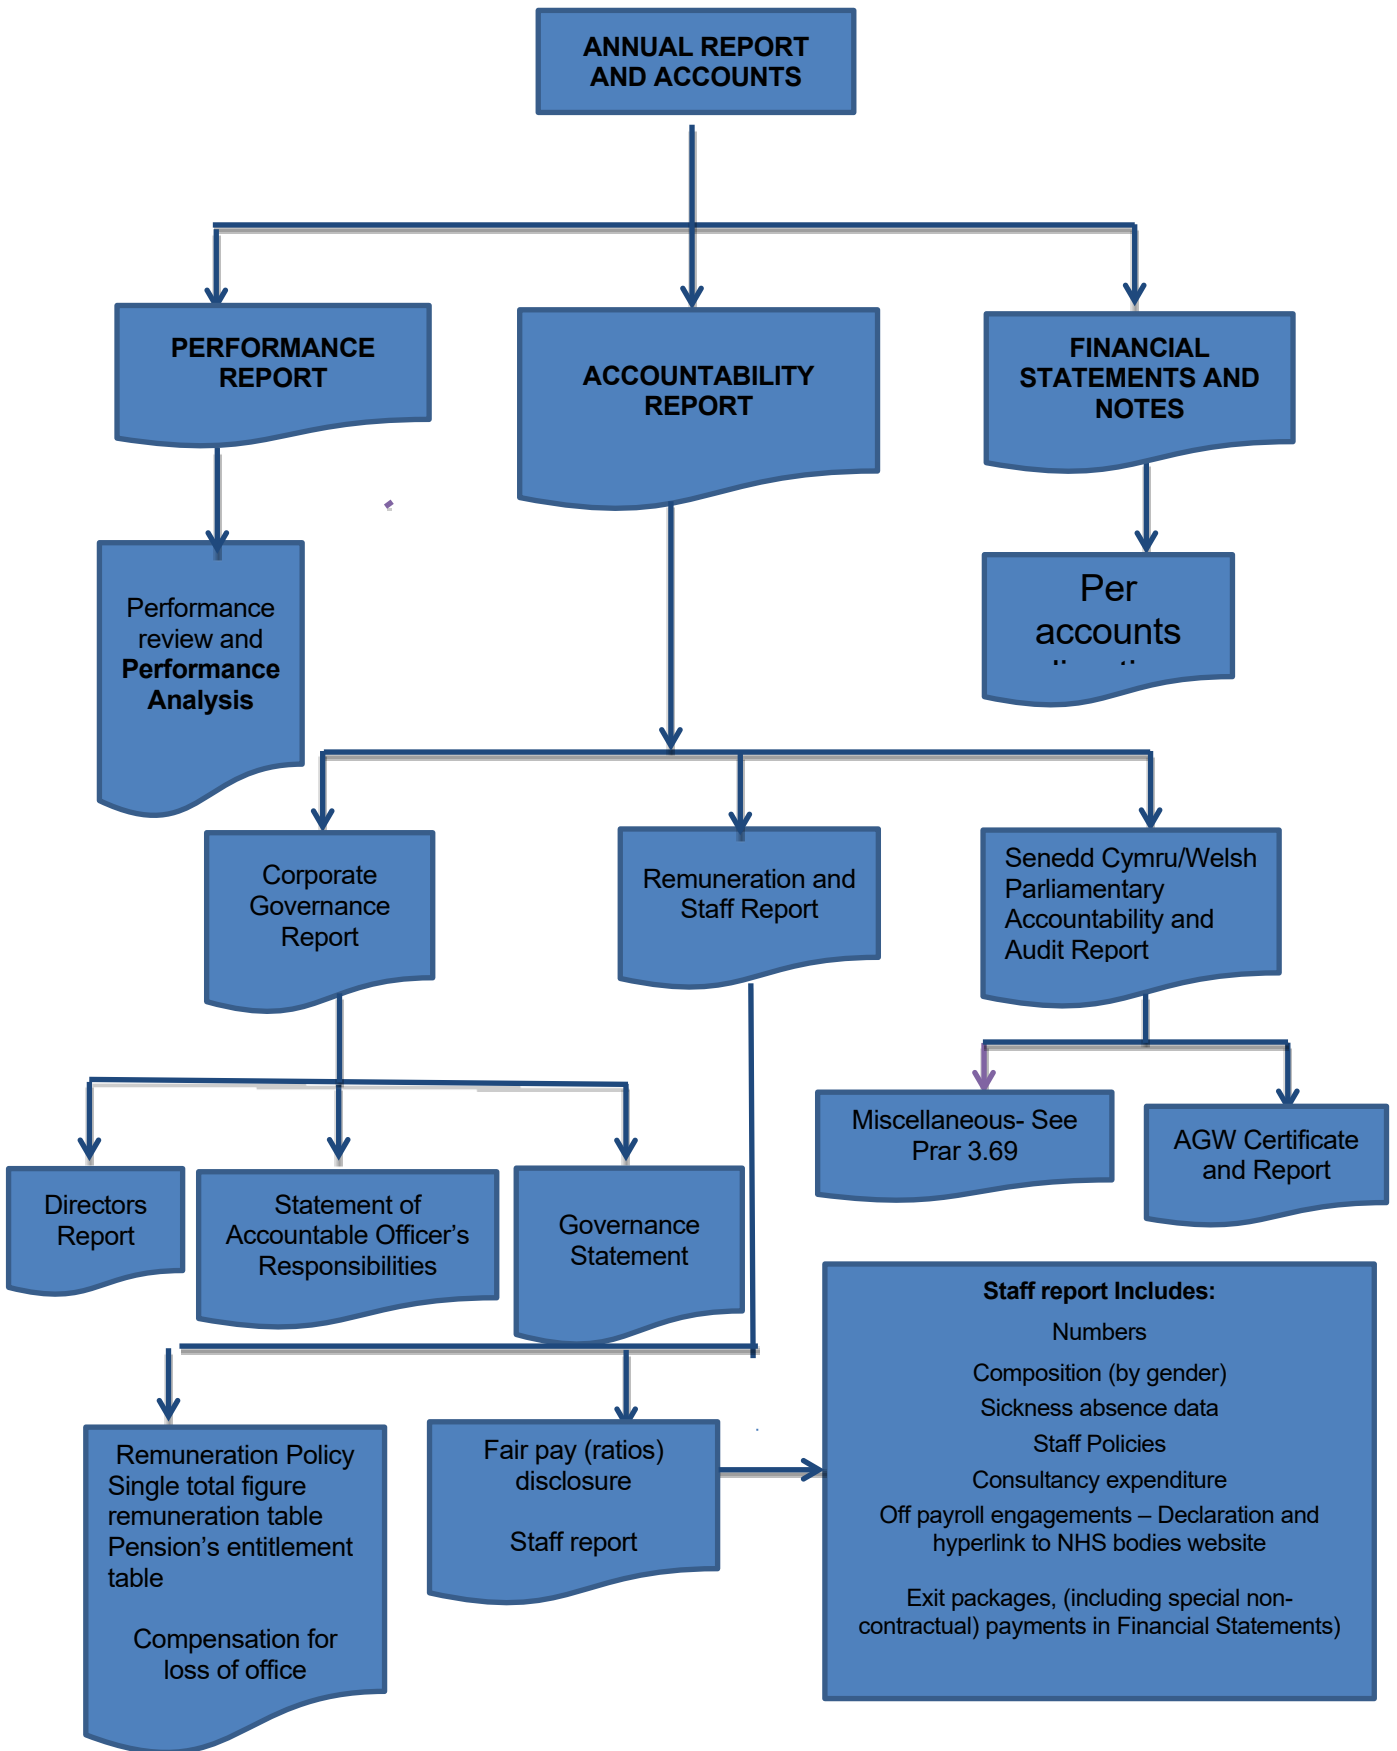 ANNUAL REPORT
AND ACCOUNTS
PERFORMANCE
REPORT
ACCOUNTABILITY
REPORT
FINANCIAL
STATEMENTS AND
NOTES
Performance
review and
Performance
Analysis
Per
accounts
Corporate
Governance
Report
Remuneration and
Staff Report
Senedd Cymru/Welsh
Parliamentary
Accountability and
Audit Report
Miscellaneous- See
Prar 3.69
AGW Certificate
and Report
Directors
Report
Statement of
Accountable Officer’s
Responsibilities
Governance
Statement
Staff report Includes:
Numbers
Composition (by gender)
Sickness absence data
Staff Policies
Consultancy expenditure
Off payroll engagements – Declaration and
hyperlink to NHS bodies website
Exit packages, (including special non-
contractual) payments in Financial Statements)
Remuneration Policy
Single total figure
remuneration table
Pension’s entitlement
table
Compensation for
loss of office
Fair pay (ratios)
disclosure
Staff report